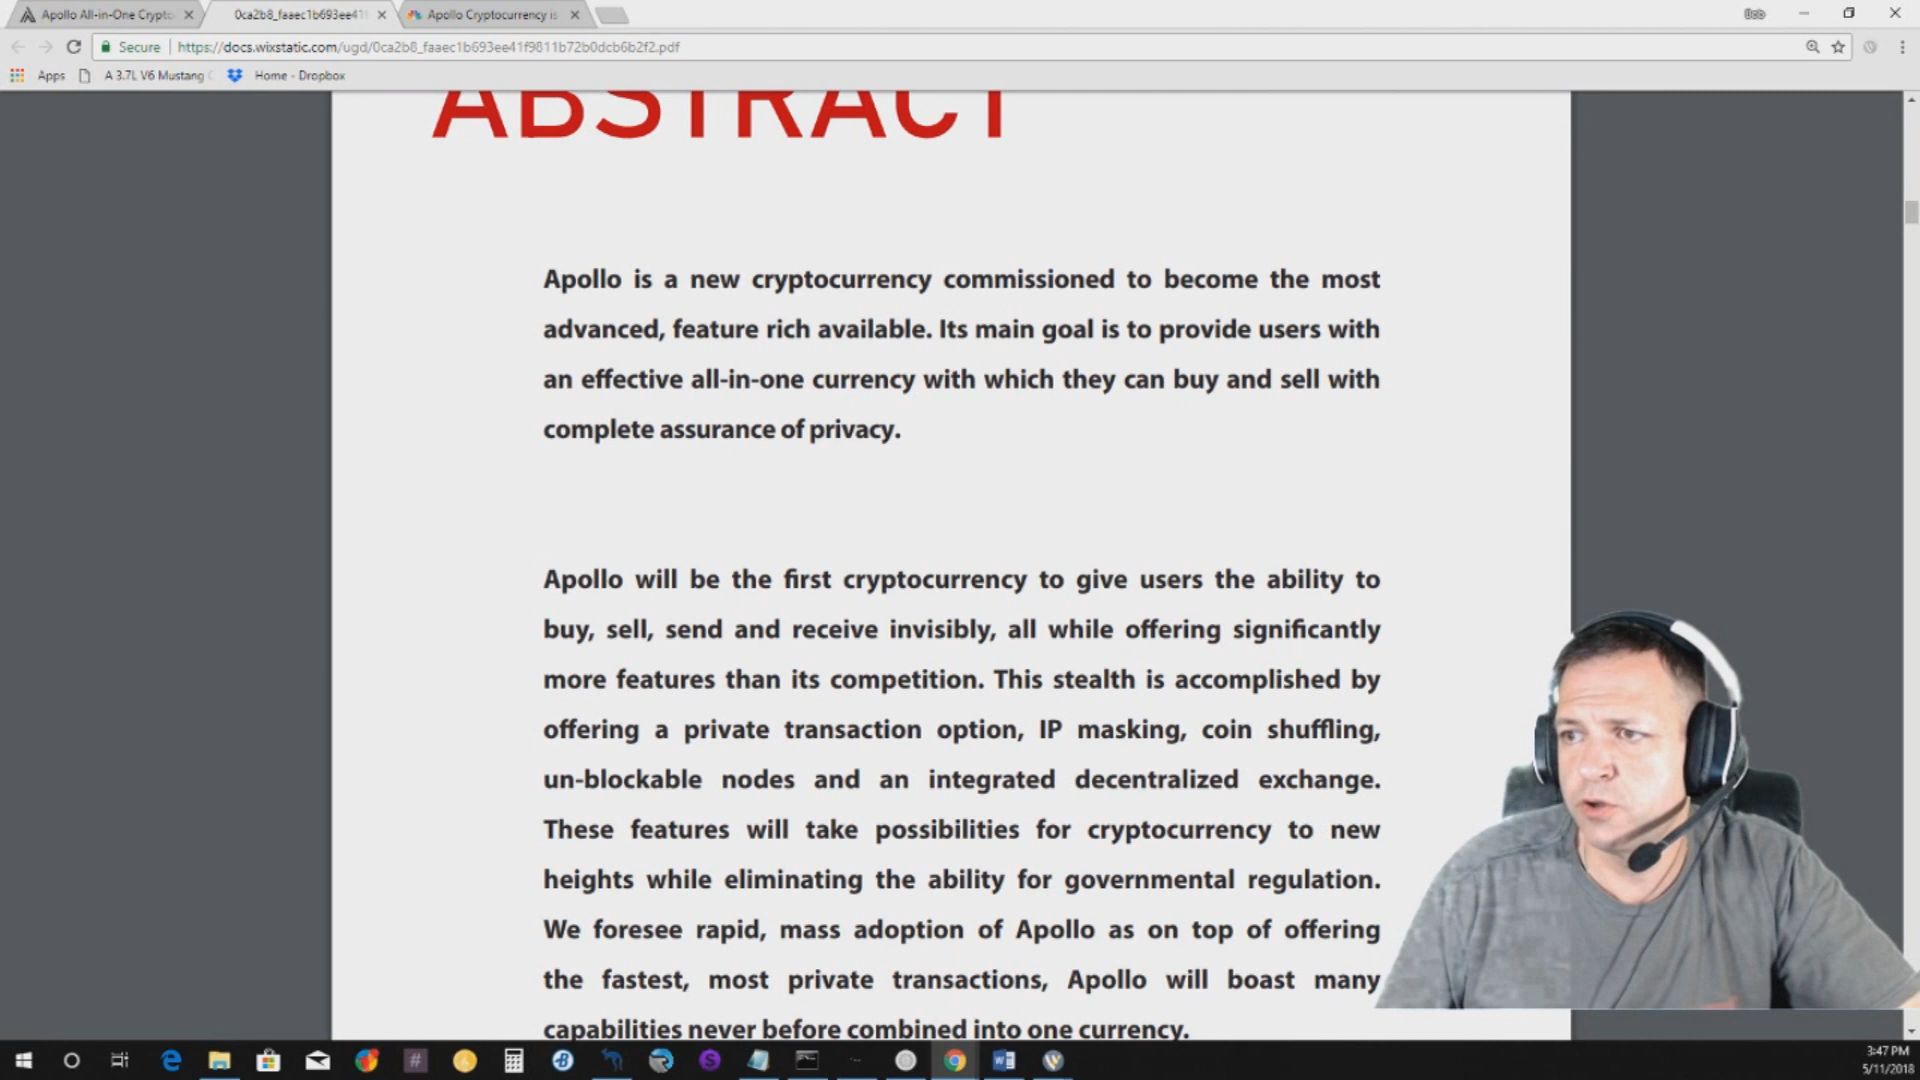 Apollo All-in-One Crypto
0ca2b8_faaec1b693ee41f
Apollo Cryptocurrency is
Bob
Secure
https://docs.wixstatic.com/ugd/0ca2b8_faaec1b693ee41f9811b72b0dcb6b2f2.pdf
Apps
A 3.7L V6 Mustang
Home - Dropbox
ABSTRACT
Apollo is a new cryptocurrency commissioned to become the most
advanced, feature rich available. Its main goal is to provide users with
an effective all-in-one currency with which they can buy and sell with
complete assurance of privacy.
Apollo will be the first cryptocurrency to give users the ability to
buy, sell, send and receive invisibly, all while offering significantly
more features than its competition. This stealth is accomplished by
offering a private transaction option, IP masking, coin shuffling,
un-blockable nodes and an integrated decentralized exchange.
These features will take possibilities for cryptocurrency to new
heights while eliminating the ability for governmental regulation.
We foresee rapid, mass adoption of Apollo as on top of offering
the fastest, most private transactions, Apollo will boast many
capabilities never before combined into one currency.
3:47 PM
5/11/2018